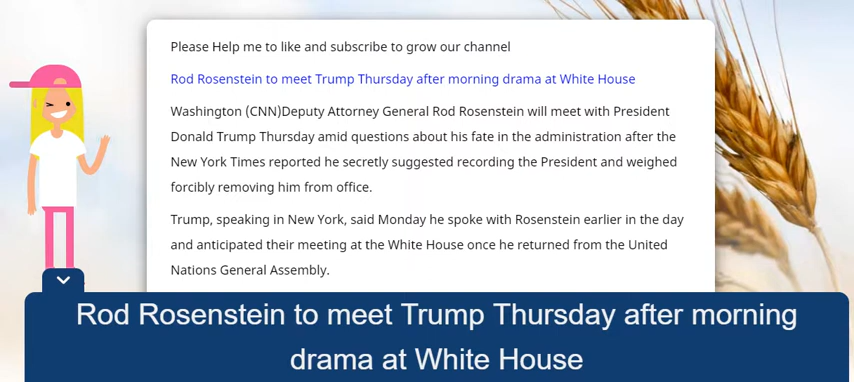 Please Help me to like and subscribe to grow our channel
Rod Rosenstein to meet Trump Thursday after morning drama at White House
Washington (CNN)Deputy Attorney General Rod Rosenstein will meet with President
Donald Trump Thursday amid questions about his fate in the administration after the
New York Times reported he secretly suggested recording the President and weighed
forcibly removing him from office.
Trump, speaking in New York, said Monday he spoke with Rosenstein earlier in the day
and anticipated their meeting at the White House once he returned from the United
Nations General Assembly.
Rod Rosenstein to meet Trump Thursday after morning
drama at White House